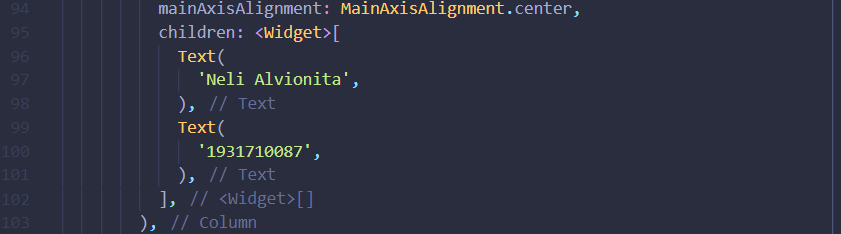 94 mainAxisAlignment: MainAxisAlignment.center,
95 children: <Widget>[
96 Text(
97 'Neli Alvionita',
98 ), // Text
99 Text(
100 '1931710087',
101 ), // Text
102 ], // <Widget>[]
103 ), // Column